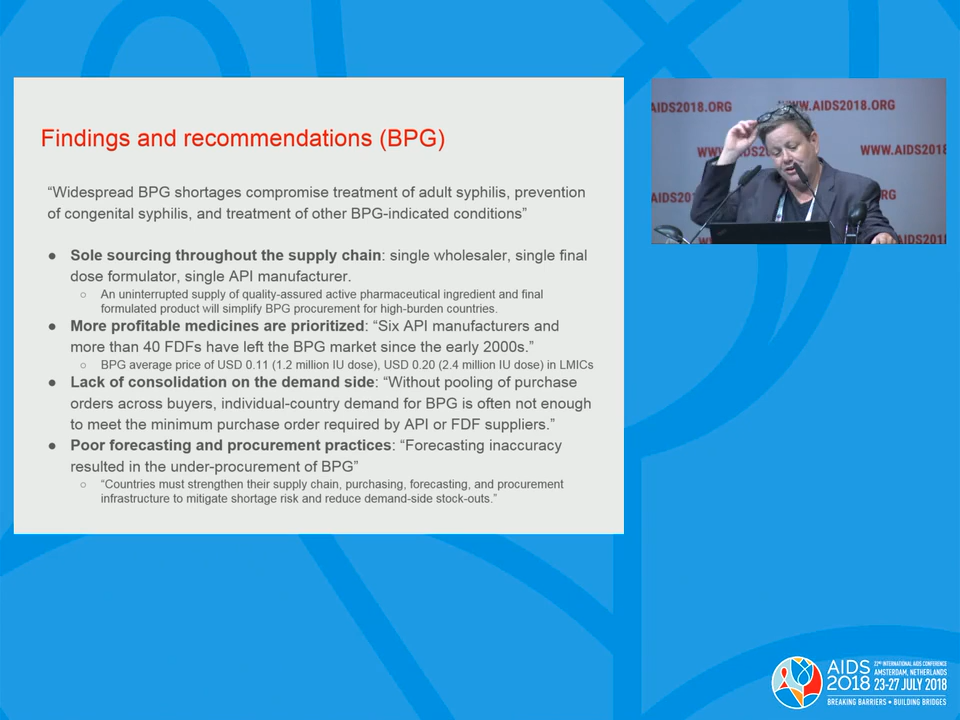 Findings and recommendations (BPG)
“Widespread BPG shortages compromise treatment of adult syphilis, prevention
of congenital syphilis, and treatment of other BPG-indicated conditions”
● Sole sourcing throughout the supply chain: single wholesaler, single final
dose formulator, single API manufacturer.
○ An uninterrupted supply of quality-assured active pharmaceutical ingredient and final
formulated product will simplify BPG procurement for high-burden countries.
● More profitable medicines are prioritized: “Six API manufacturers and
more than 40 FDFs have left the BPG market since the early 2000s.”
○ BPG average price of USD 0.11 (1.2 million IU dose), USD 0.20 (2.4 million IU dose) in LMICs
● Lack of consolidation on the demand side: “Without pooling of purchase
orders across buyers, individual-country demand for BPG is often not enough
to meet the minimum purchase order required by API or FDF suppliers.”
● Poor forecasting and procurement practices: “Forecasting inaccuracy
resulted in the under-procurement of BPG”
○ “Countries must strengthen their supply chain, purchasing, forecasting, and procurement
infrastructure to mitigate shortage risk and reduce demand-side stock-outs.”
AIDS2018.ORG
WWW.AIDS2018.ORG
WWW.AIDS2018
AIDS2018.ORG
AIDS 2018
22ND INTERNATIONAL AIDS CONFERENCE
AMSTERDAM, NETHERLANDS
23-27 JULY 2018
BREAKING BARRIERS • BUILDING BRIDGES